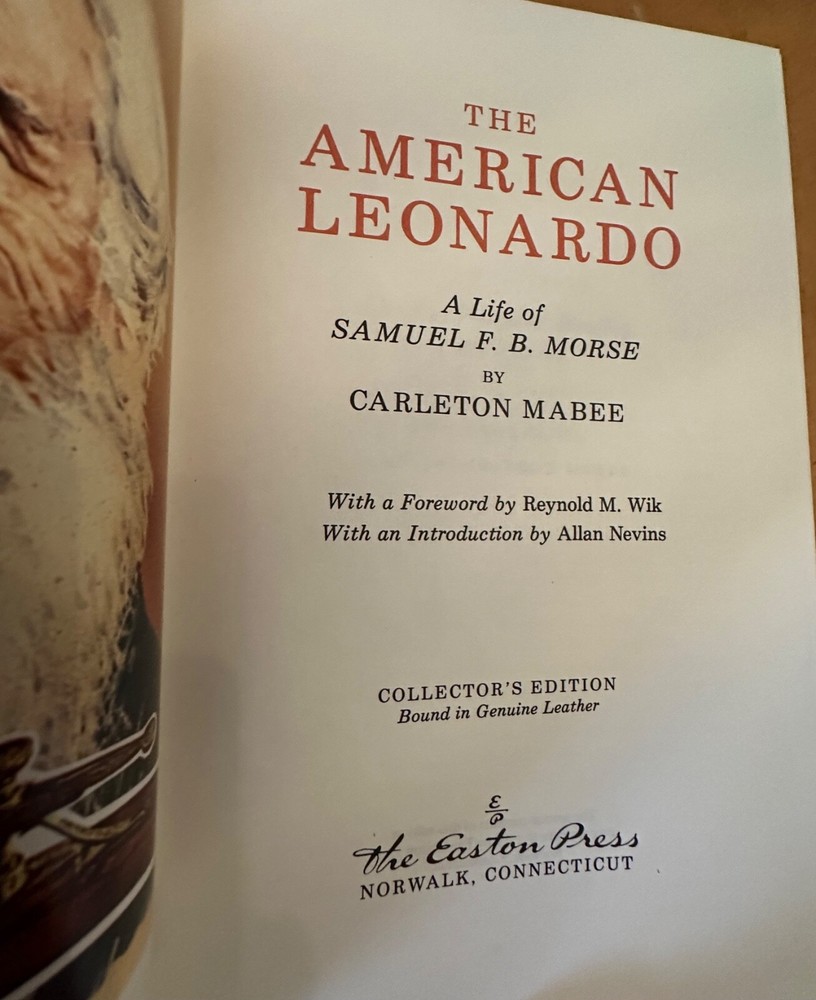 THE
AMERICAN
LEONARDO
A Life of
SAMUEL F. B. MORSE
BY
CARLETON MABEE
With a Foreword by Reynold M. Wik
With an Introduction by Allan Nevins
COLLECTOR'S EDITION
Bound in Genuine Leather
E
P
The Easton Press
NORWALK, CONNECTICUT